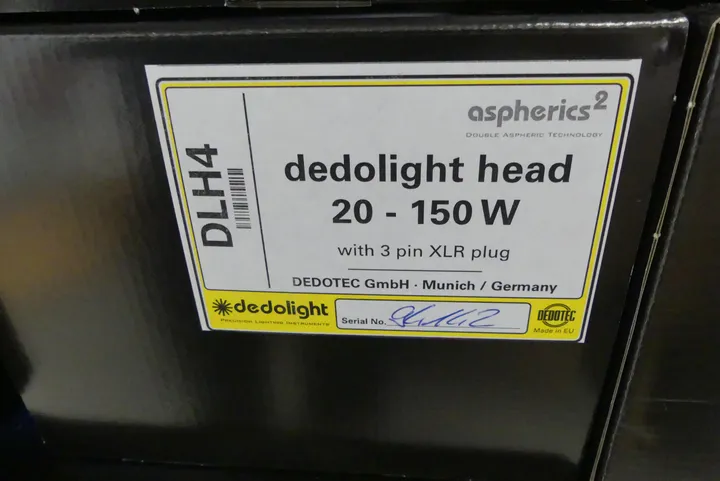 DLH4
aspherics²
DOUBLE ASPHERIC TECHNOLOGY
dedolight head
20 - 150 W
with 3 pin XLR plug
DEDOTEC GmbH · Munich / Germany
dedolight
PRECISION LIGHTING INSTRUMENTS
Serial No.
DEDOTEC
Made in EU